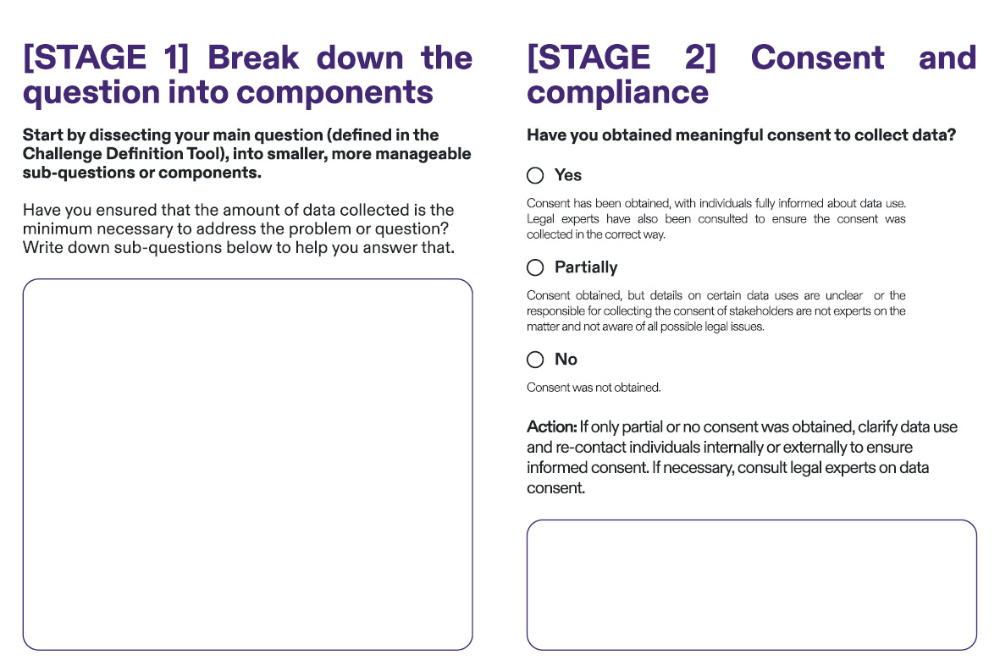 [STAGE 1] Break down the
question into components
Start by dissecting your main question (defined in the
Challenge Definition Tool), into smaller, more manageable
sub-questions or components.
Have you ensured that the amount of data collected is the
minimum necessary to address the problem or question?
Write down sub-questions below to help you answer that.
[STAGE 2] Consent and
compliance
Have you obtained meaningful consent to collect data?
Yes
Consent has been obtained, with individuals fully informed about data use.
Legal experts have also been consulted to ensure the consent was
collected in the correct way.
Partially
Consent obtained, but details on certain data uses are unclear or the
responsible for collecting the consent of stakeholders are not experts on the
matter and not aware of all possible legal issues.
No
Consent was not obtained.
Action: If only partial or no consent was obtained, clarify data use
and re-contact individuals internally or externally to ensure
informed consent. If necessary, consult legal experts on data
consent.